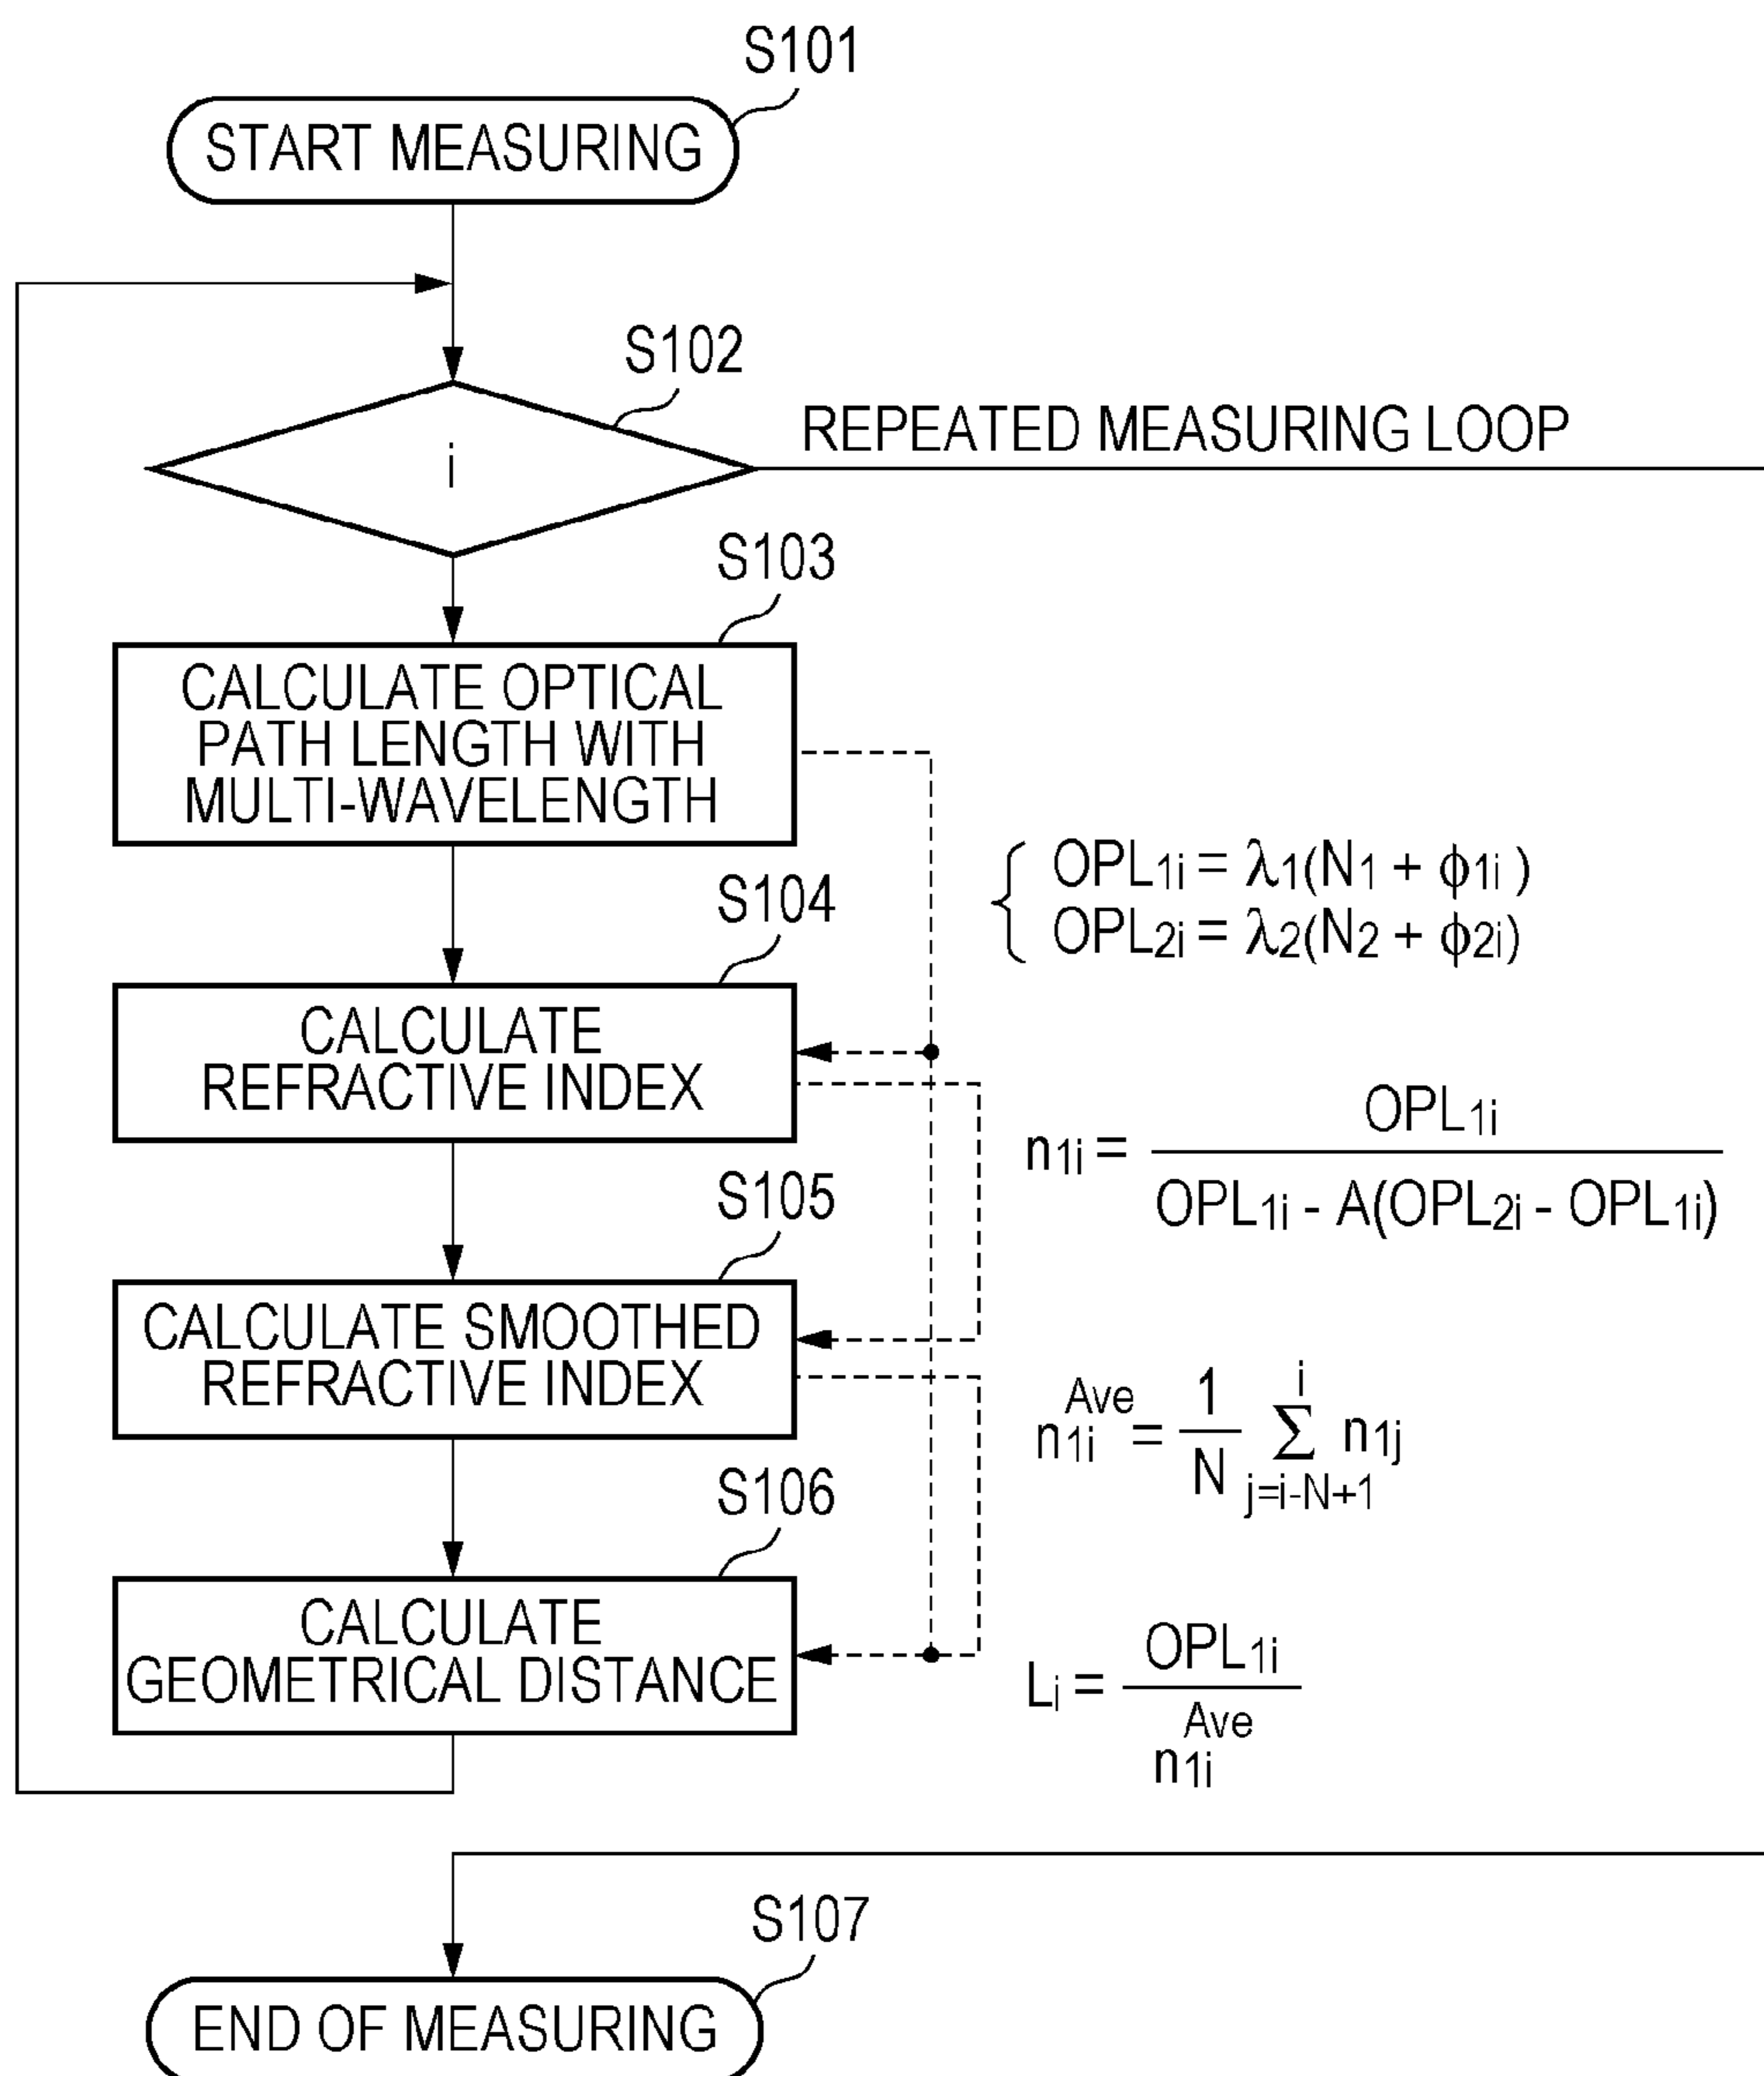 S101
START MEASURING
S102
i
REPEATED MEASURING LOOP
S103
CALCULATE OPTICAL
PATH LENGTH WITH
MULTI-WAVELENGTH
OPL1i = λ1(N1 + ϕ1i )
OPL2i = λ2(N2 + ϕ2i)
S104
CALCULATE
REFRACTIVE INDEX
n1i = OPL1i / OPL1i - A(OPL2i - OPL1i)
S105
CALCULATE SMOOTHED
REFRACTIVE INDEX
n1i Ave = 1/N Σ i j=i-N+1 n1j
S106
CALCULATE
GEOMETRICAL DISTANCE
Li = OPL1i / n1i Ave
S107
END OF MEASURING